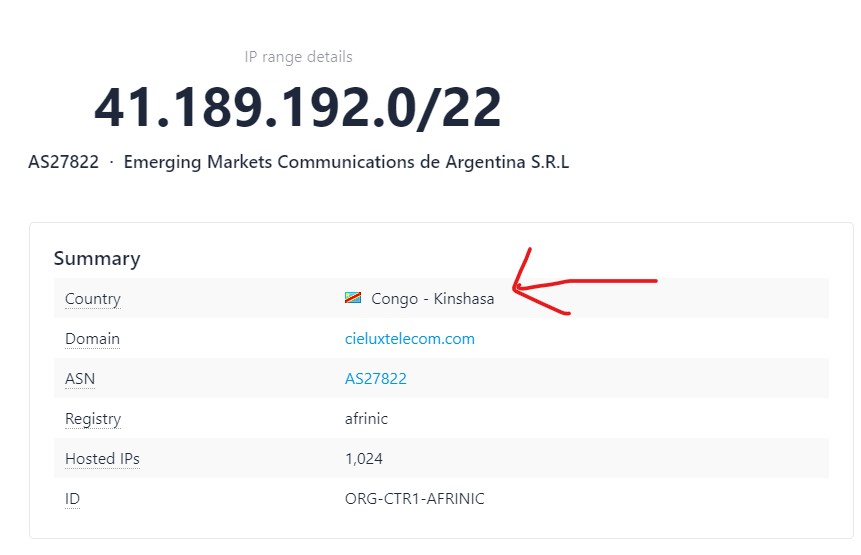 IP range details
41.189.192.0/22
AS27822 · Emerging Markets Communications de Argentina S.R.L
Summary
Country Congo - Kinshasa
Domain cieluxtelecom.com
ASN AS27822
Registry afrinic
Hosted IPs 1,024
ID ORG-CTR1-AFRINIC